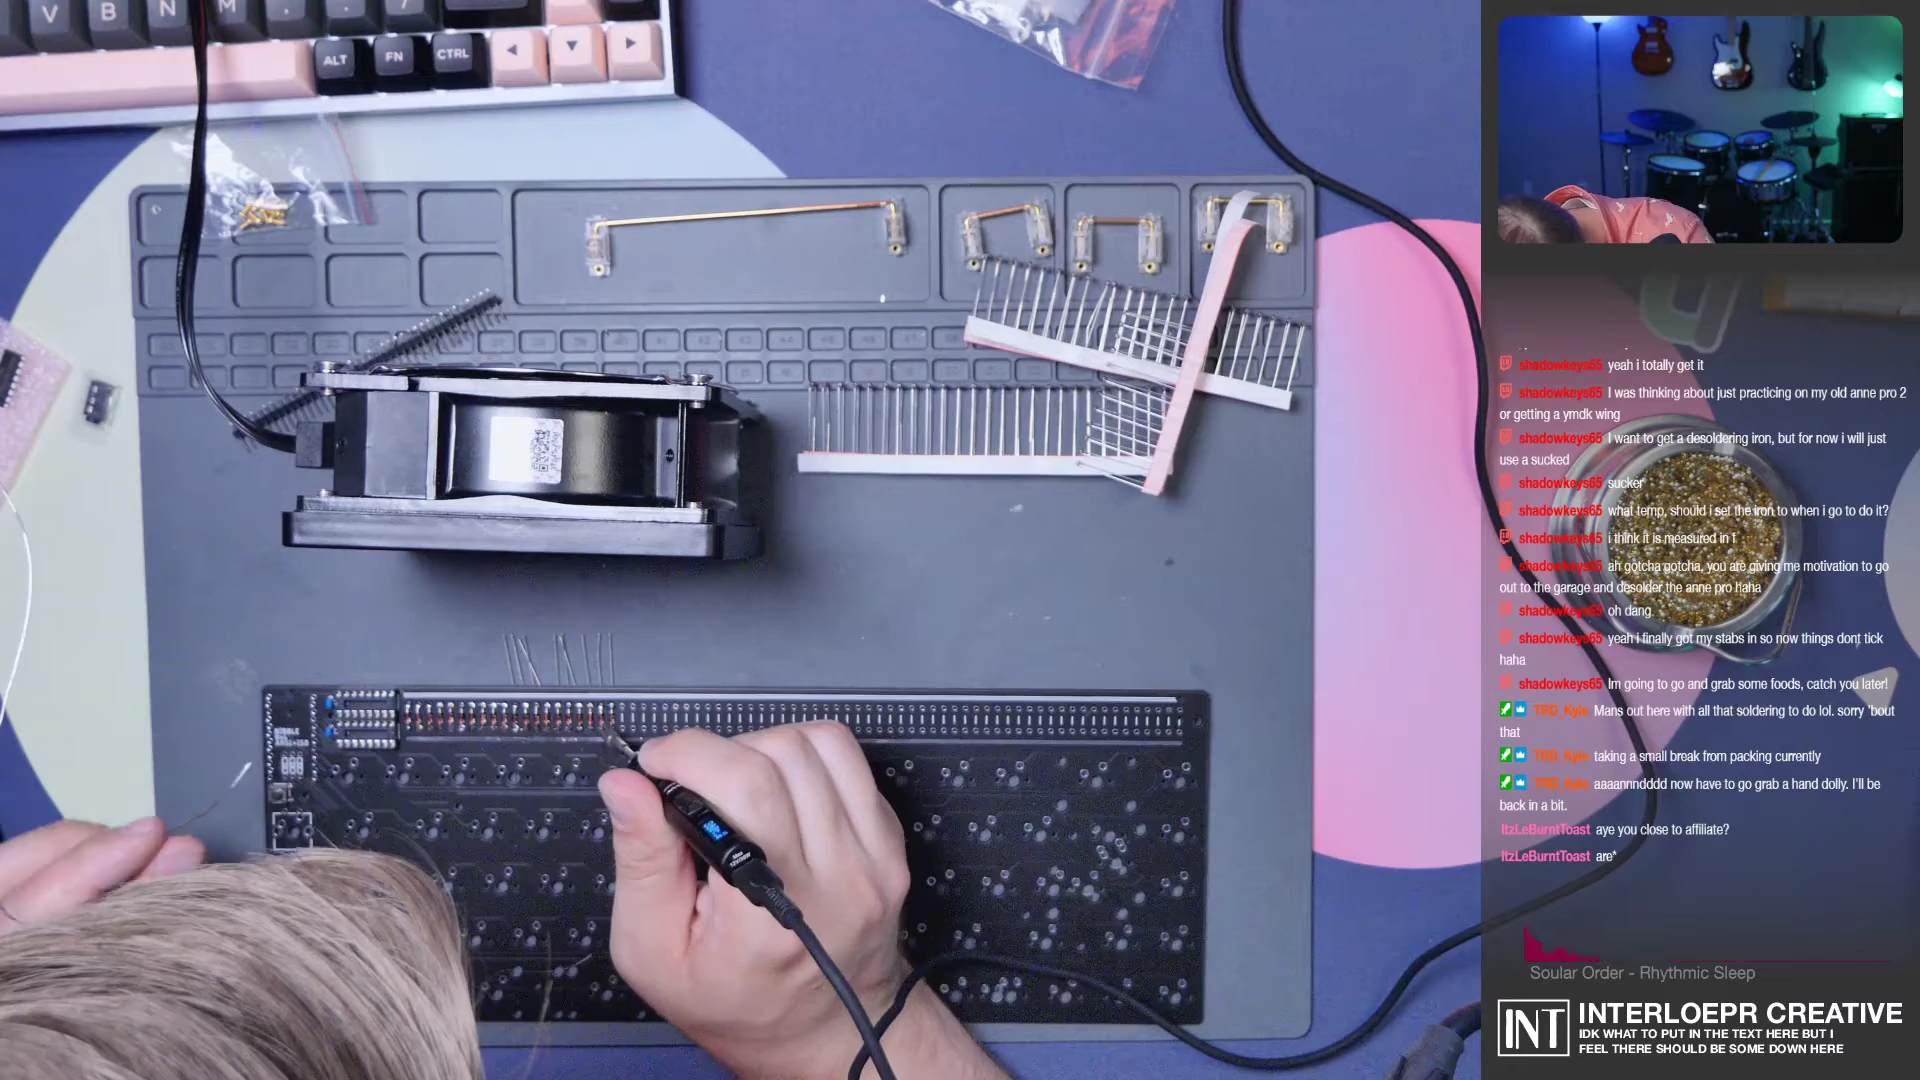 V B N M , . /
ALT FN CTRL
NIBBLE
shadowkeys65 yeah i totally get it
shadowkeys65 I was thinking about just practicing on my old anne pro 2
or getting a ymdk wing
shadowkeys65 I want to get a desoldering iron, but for now i will just
use a sucked
shadowkeys65 sucker
shadowkeys65 what temp, should i set the iron to when i go to do it?
shadowkeys65 i think it is measured in f
shadowkeys65 ah gotcha gotcha, you are giving me motivation to go
out to the garage and desolder the anne pro haha
shadowkeys65 oh dang
shadowkeys65 yeah i finally got my stabs in so now things dont tick
haha
shadowkeys65 Im going to go and grab some foods, catch you later!
TRD_Kyle Mans out here with all that soldering to do lol. sorry 'bout
that
TRD_Kyle taking a small break from packing currently
TRD_Kyle aaaannndddd now have to go grab a hand dolly. I'll be
back in a bit.
ItzLeBurntToast aye you close to affiliate?
ItzLeBurntToast are*
Soular Order - Rhythmic Sleep
INT INTERLOEPR CREATIVE
IDK WHAT TO PUT IN THE TEXT HERE BUT I
FEEL THERE SHOULD BE SOME DOWN HERE